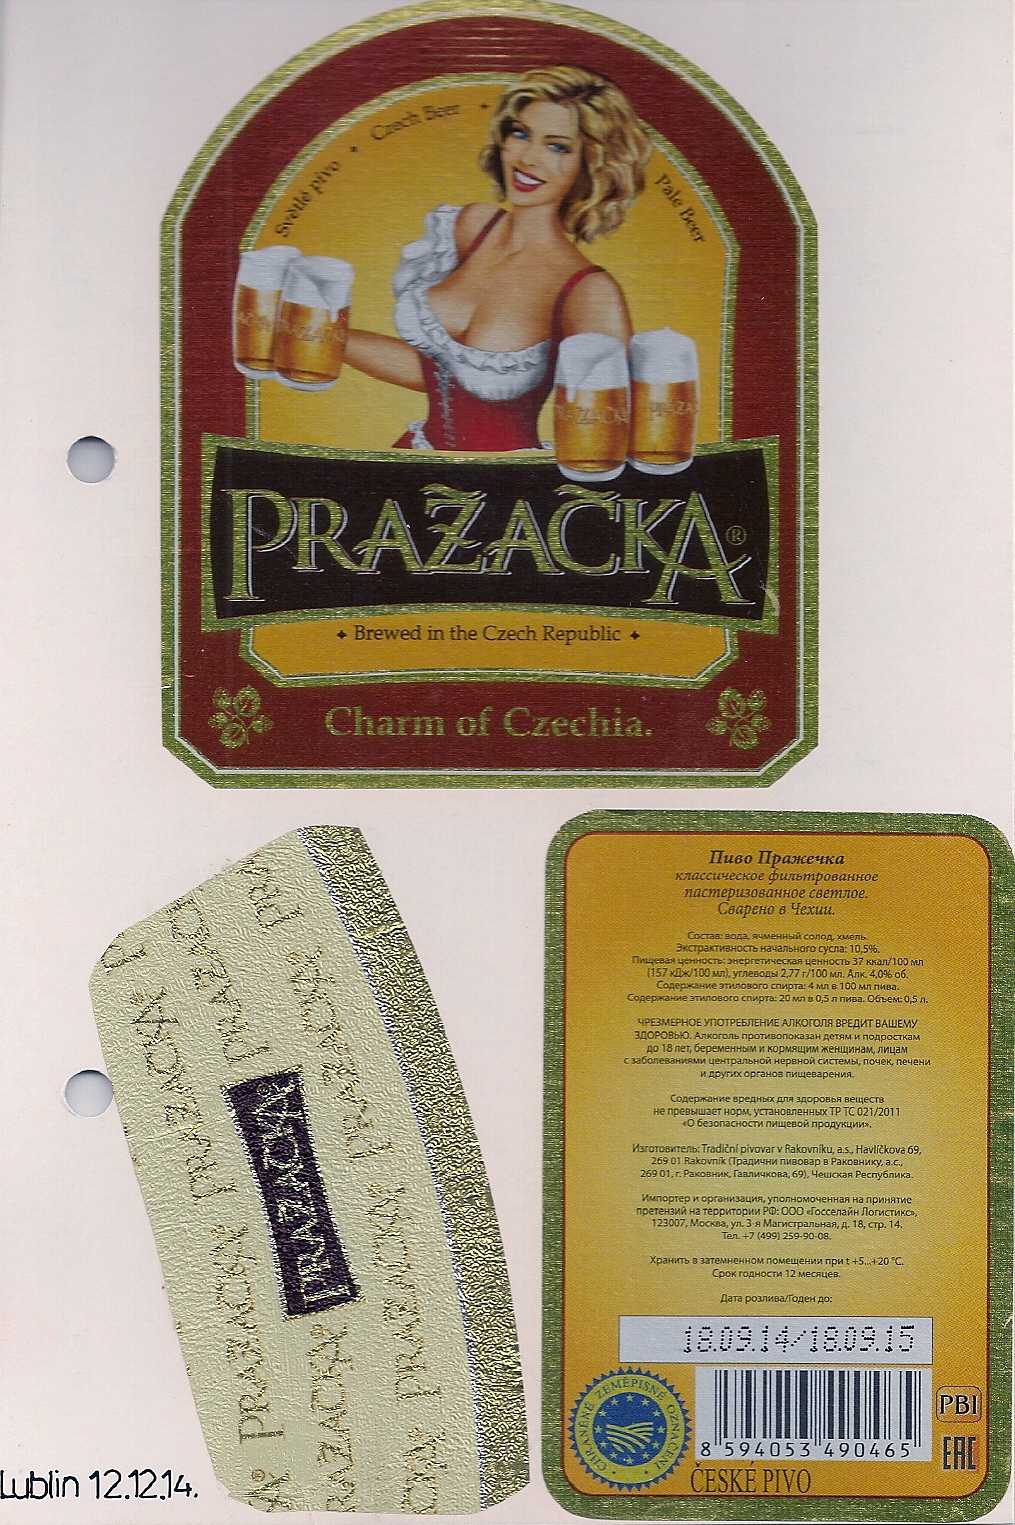 Světlé pivo • Czech Beer •
Pale Beer
PRAŽAČKA
PRAŽAČKA®
✦ Brewed in the Czech Republic ✦
Charm of Czechia.
PRAŽAČKA®
PRAŽAČKA®
PRAŽAČKA®
PRAŽAČKA®
PRAŽAČKA®
Lublin 12.12.14.
Пиво Пражечка
классическое фильтрованное
пастеризованное светлое.
Сварено в Чехии.
Состав: вода, ячменный солод, хмель.
Экстрактивность начального сусла: 10,5%.
Пищевая ценность: энергетическая ценность 37 ккал/100 мл
(157 кДж/100 мл), углеводы 2,77 г/100 мл. Алк. 4,0% об.
Содержание этилового спирта: 4 мл в 100 мл пива.
Содержание этилового спирта: 20 мл в 0,5 л пива. Объем: 0,5 л.
ЧРЕЗМЕРНОЕ УПОТРЕБЛЕНИЕ АЛКОГОЛЯ ВРЕДИТ ВАШЕМУ
ЗДОРОВЬЮ. Алкоголь противопоказан детям и подросткам
до 18 лет, беременным и кормящим женщинам, лицам
с заболеваниями центральной нервной системы, почек, печени
и других органов пищеварения.
Содержание вредных для здоровья веществ
не превышает норм, установленных ТР ТС 021/2011
«О безопасности пищевой продукции».
Изготовитель: Tradiční pivovar v Rakovníku, a.s., Havlíčkova 69,
269 01 Rakovník (Традични пивовар в Раковнику, а.с.,
269 01, г. Раковник, Гавличкова, 69), Чешская Республика.
Импортер и организация, уполномоченная на принятие
претензий на территории РФ: ООО «Госселайн Логистикс»,
123007, Москва, ул. 3-я Магистральная, д. 18, стр. 14.
Тел. +7 (499) 259-90-08.
Хранить в затемненном помещении при t +5...+20 °С.
Срок годности 12 месяцев.
Дата розлива/Годен до:
18.09.14/18.09.15
CHRÁNĚNÉ ZEMĚPISNÉ OZNAČENÍ
8 594053 490465
PBI
EAC
ČESKÉ PIVO